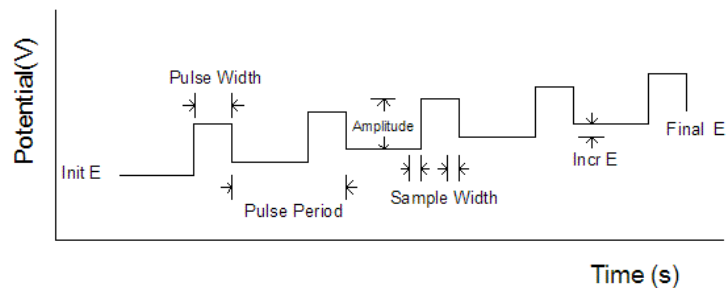 Potential(V)
Pulse Width
Amplitude
Final E
Incr E
Init E
Sample Width
Pulse Period
Time (s)